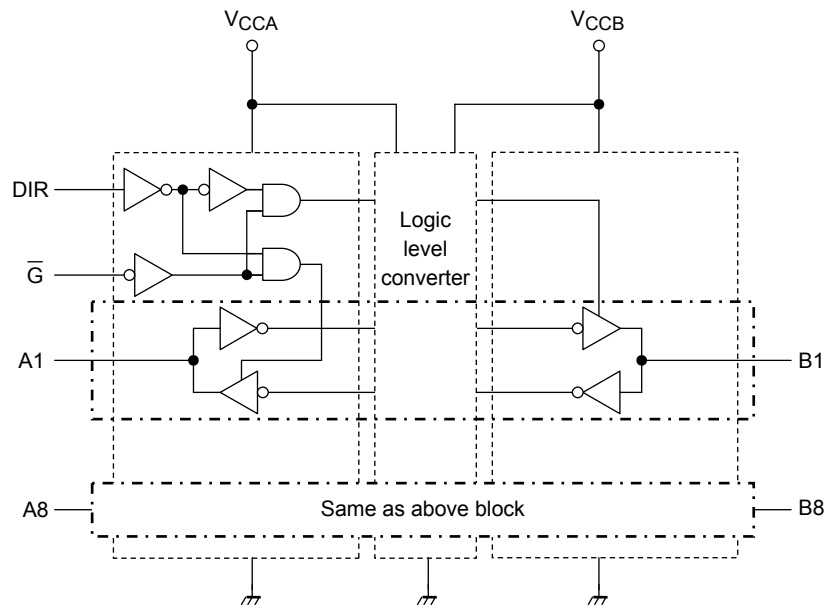 VCCA
VCCB
DIR
Logic
level
converter
G̅
A1
B1
A8
Same as above block
B8